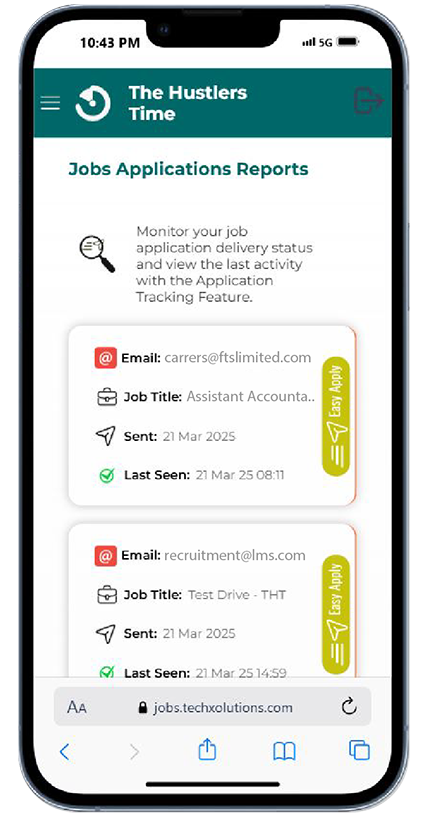 10:43 PM
5G
The Hustlers
Time
Jobs Applications Reports
Monitor your job
application delivery status
and view the last activity
with the Application
Tracking Feature.
@ Email: carrers@ftslimited.com
Job Title: Assistant Accounta..
Sent: 21 Mar 2025
Last Seen: 21 Mar 25 08:11
Easy Apply
@ Email: recruitment@lms.com
Job Title: Test Drive - THT
Sent: 21 Mar 2025
Last Seen: 21 Mar 25 14:59
Easy Apply
AA jobs.techxolutions.com